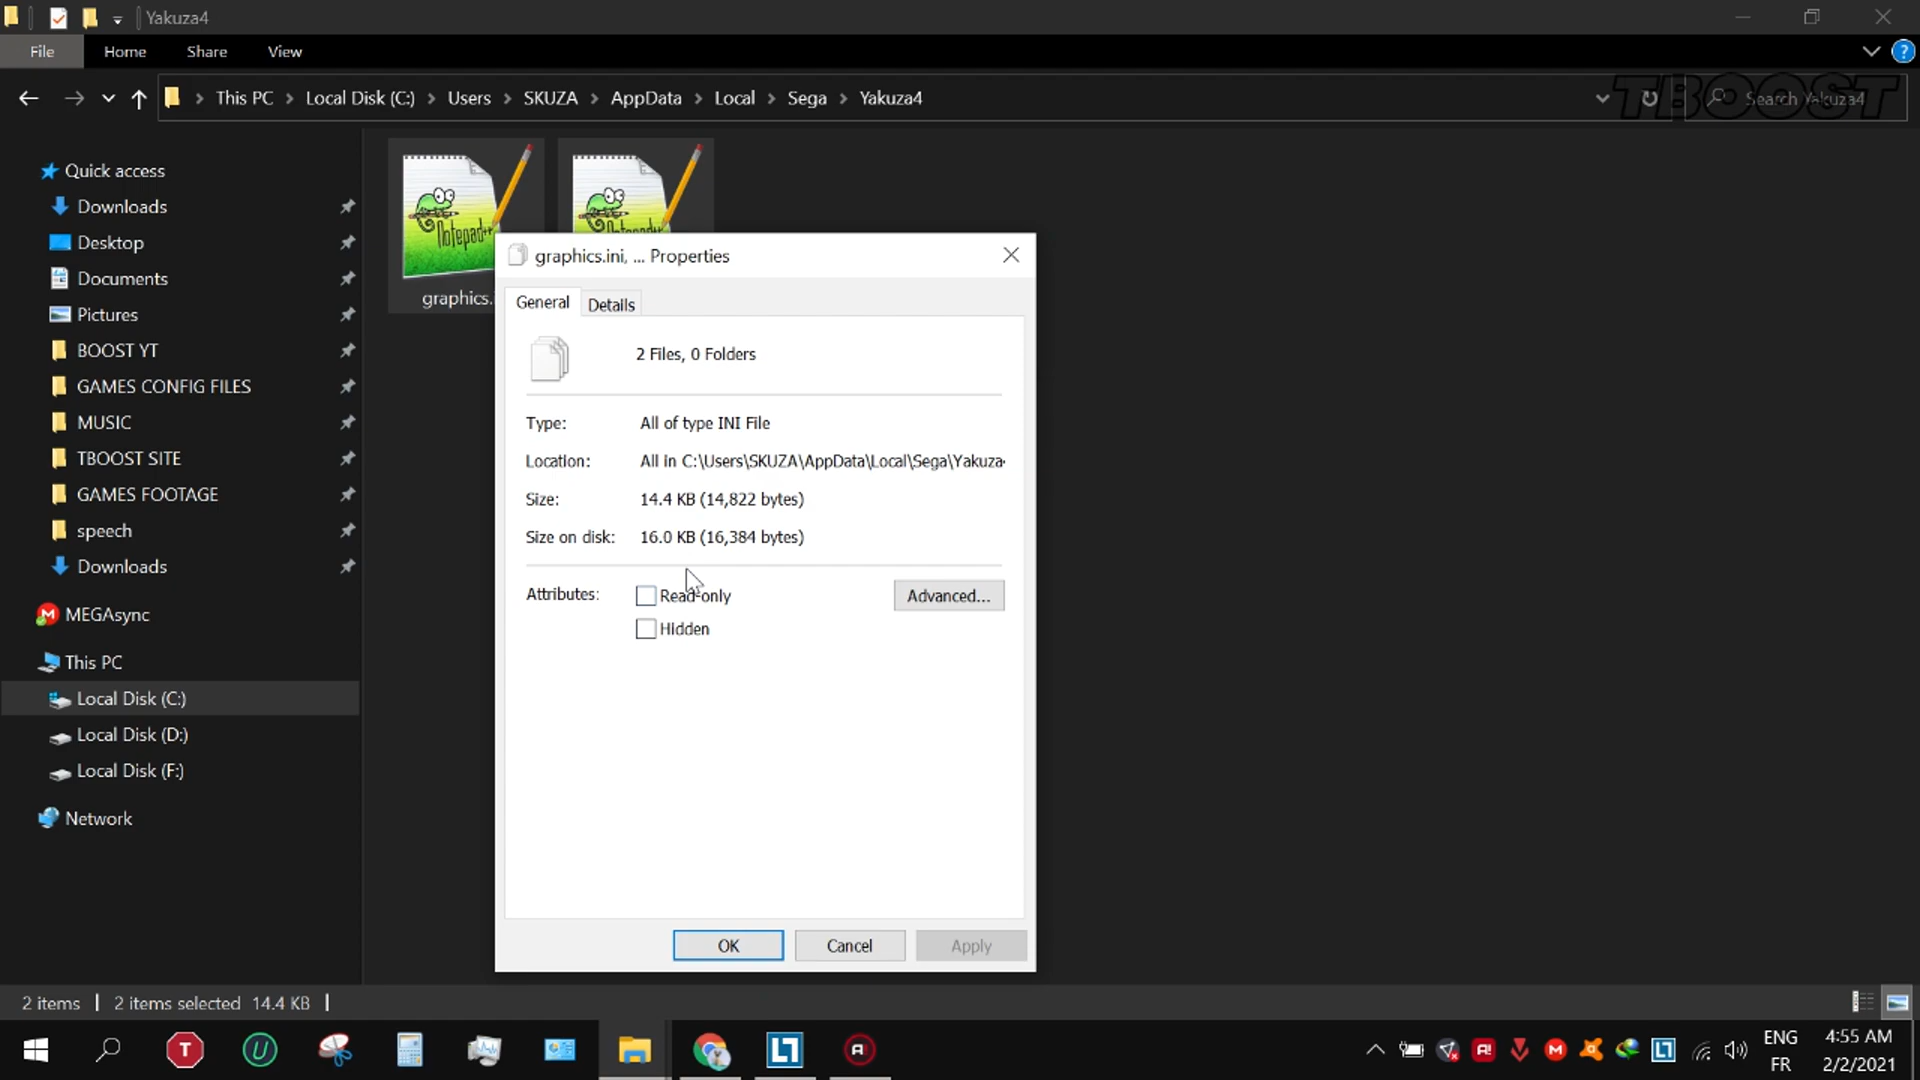 Yakuza4
File Home Share View
This PC Local Disk (C:) Users SKUZA AppData Local Sega Yakuza4
Search Yakuza4
TBOOST
Quick access
Downloads
Desktop
Documents
Pictures
BOOST YT
GAMES CONFIG FILES
MUSIC
TBOOST SITE
GAMES FOOTAGE
speech
Downloads
MEGAsync
This PC
Local Disk (C:)
Local Disk (D:)
Local Disk (F:)
Network
Notepad++
Notepad++
graphics.i
graphics.ini, ... Properties
General Details
2 Files, 0 Folders
Type: All of type INI File
Location: All in C:\Users\SKUZA\AppData\Local\Sega\Yakuza
Size: 14.4 KB (14,822 bytes)
Size on disk: 16.0 KB (16,384 bytes)
Attributes: Read-only Advanced...
Hidden
OK Cancel Apply
2 items 2 items selected 14.4 KB
ENG 4:55 AM
FR 2/2/2021